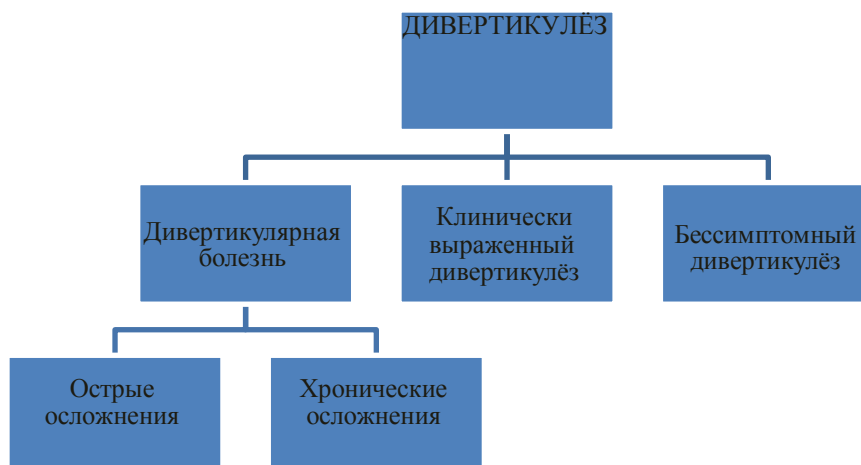 ДИВЕРТИКУЛЁЗ
Дивертикулярная
болезнь
Клинически
выраженный
дивертикулёз
Бессимптомный
дивертикулёз
Острые
осложнения
Хронические
осложнения